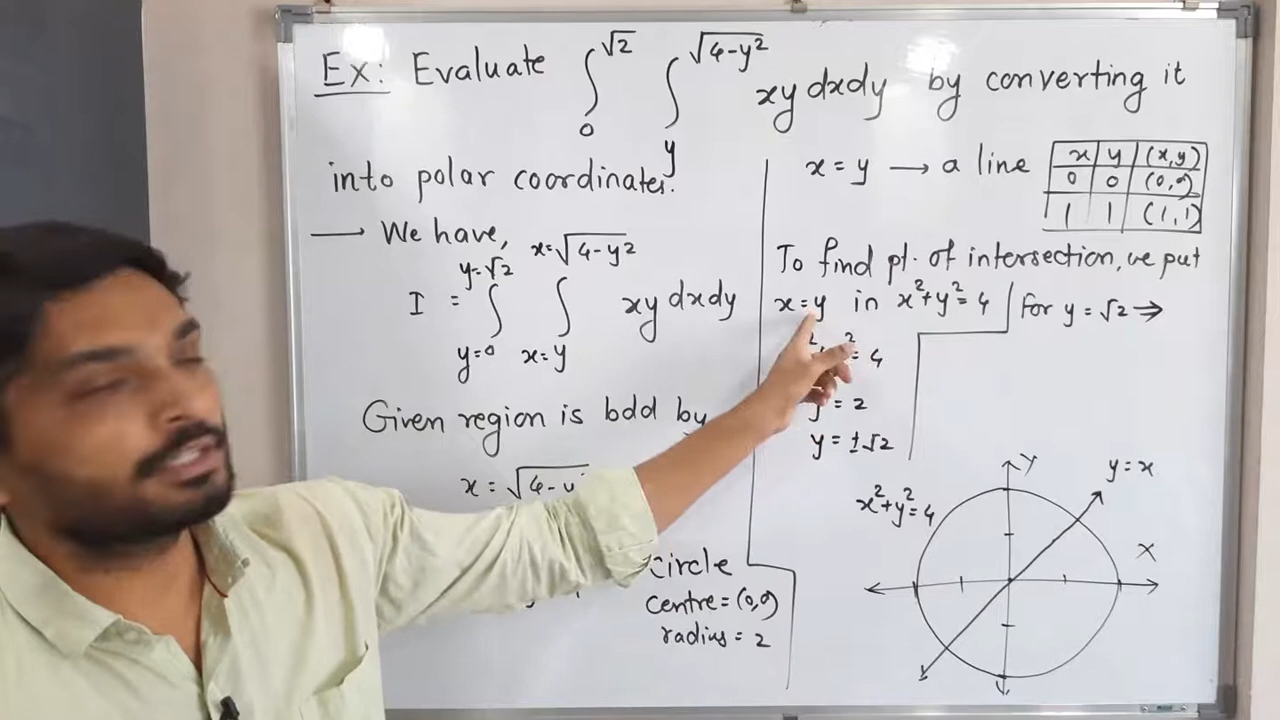 Ex: Evaluate ∫₀^√2 ∫_y^√(4-y²) xy dxdy by converting it
into polar coordinates.
→ We have,
I = ∫_{y=0}^{y=√2} ∫_{x=y}^{x=√(4-y²)} xy dxdy
Given region is bdd by
x = √(4-y
circle
centre = (0,0)
radius = 2
x = y → a line
x y (x,y)
0 0 (0,0)
1 1 (1,1)
To find pt. of intersection, we put
x = y in x²+y²=4
² = 4
= 2
y = ±√2
For y = √2 ⇒
x²+y²=4
Y
y = x
X